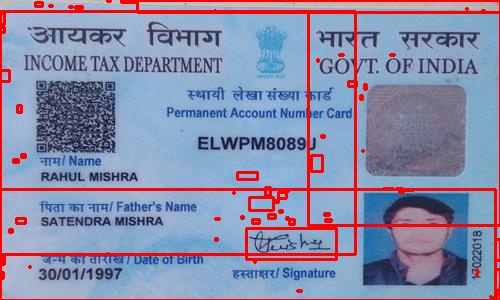 आयकर विभाग
INCOME TAX DEPARTMENT
भारत सरकार
GOVT. OF INDIA
स्थायी लेखा संख्या कार्ड
Permanent Account Number Card
ELWPM8089J
नाम/ Name
RAHUL MISHRA
पिता का नाम/ Father's Name
SATENDRA MISHRA
जन्म की तारीख / Date of Birth
30/01/1997
हस्ताक्षर/ Signature
17022018